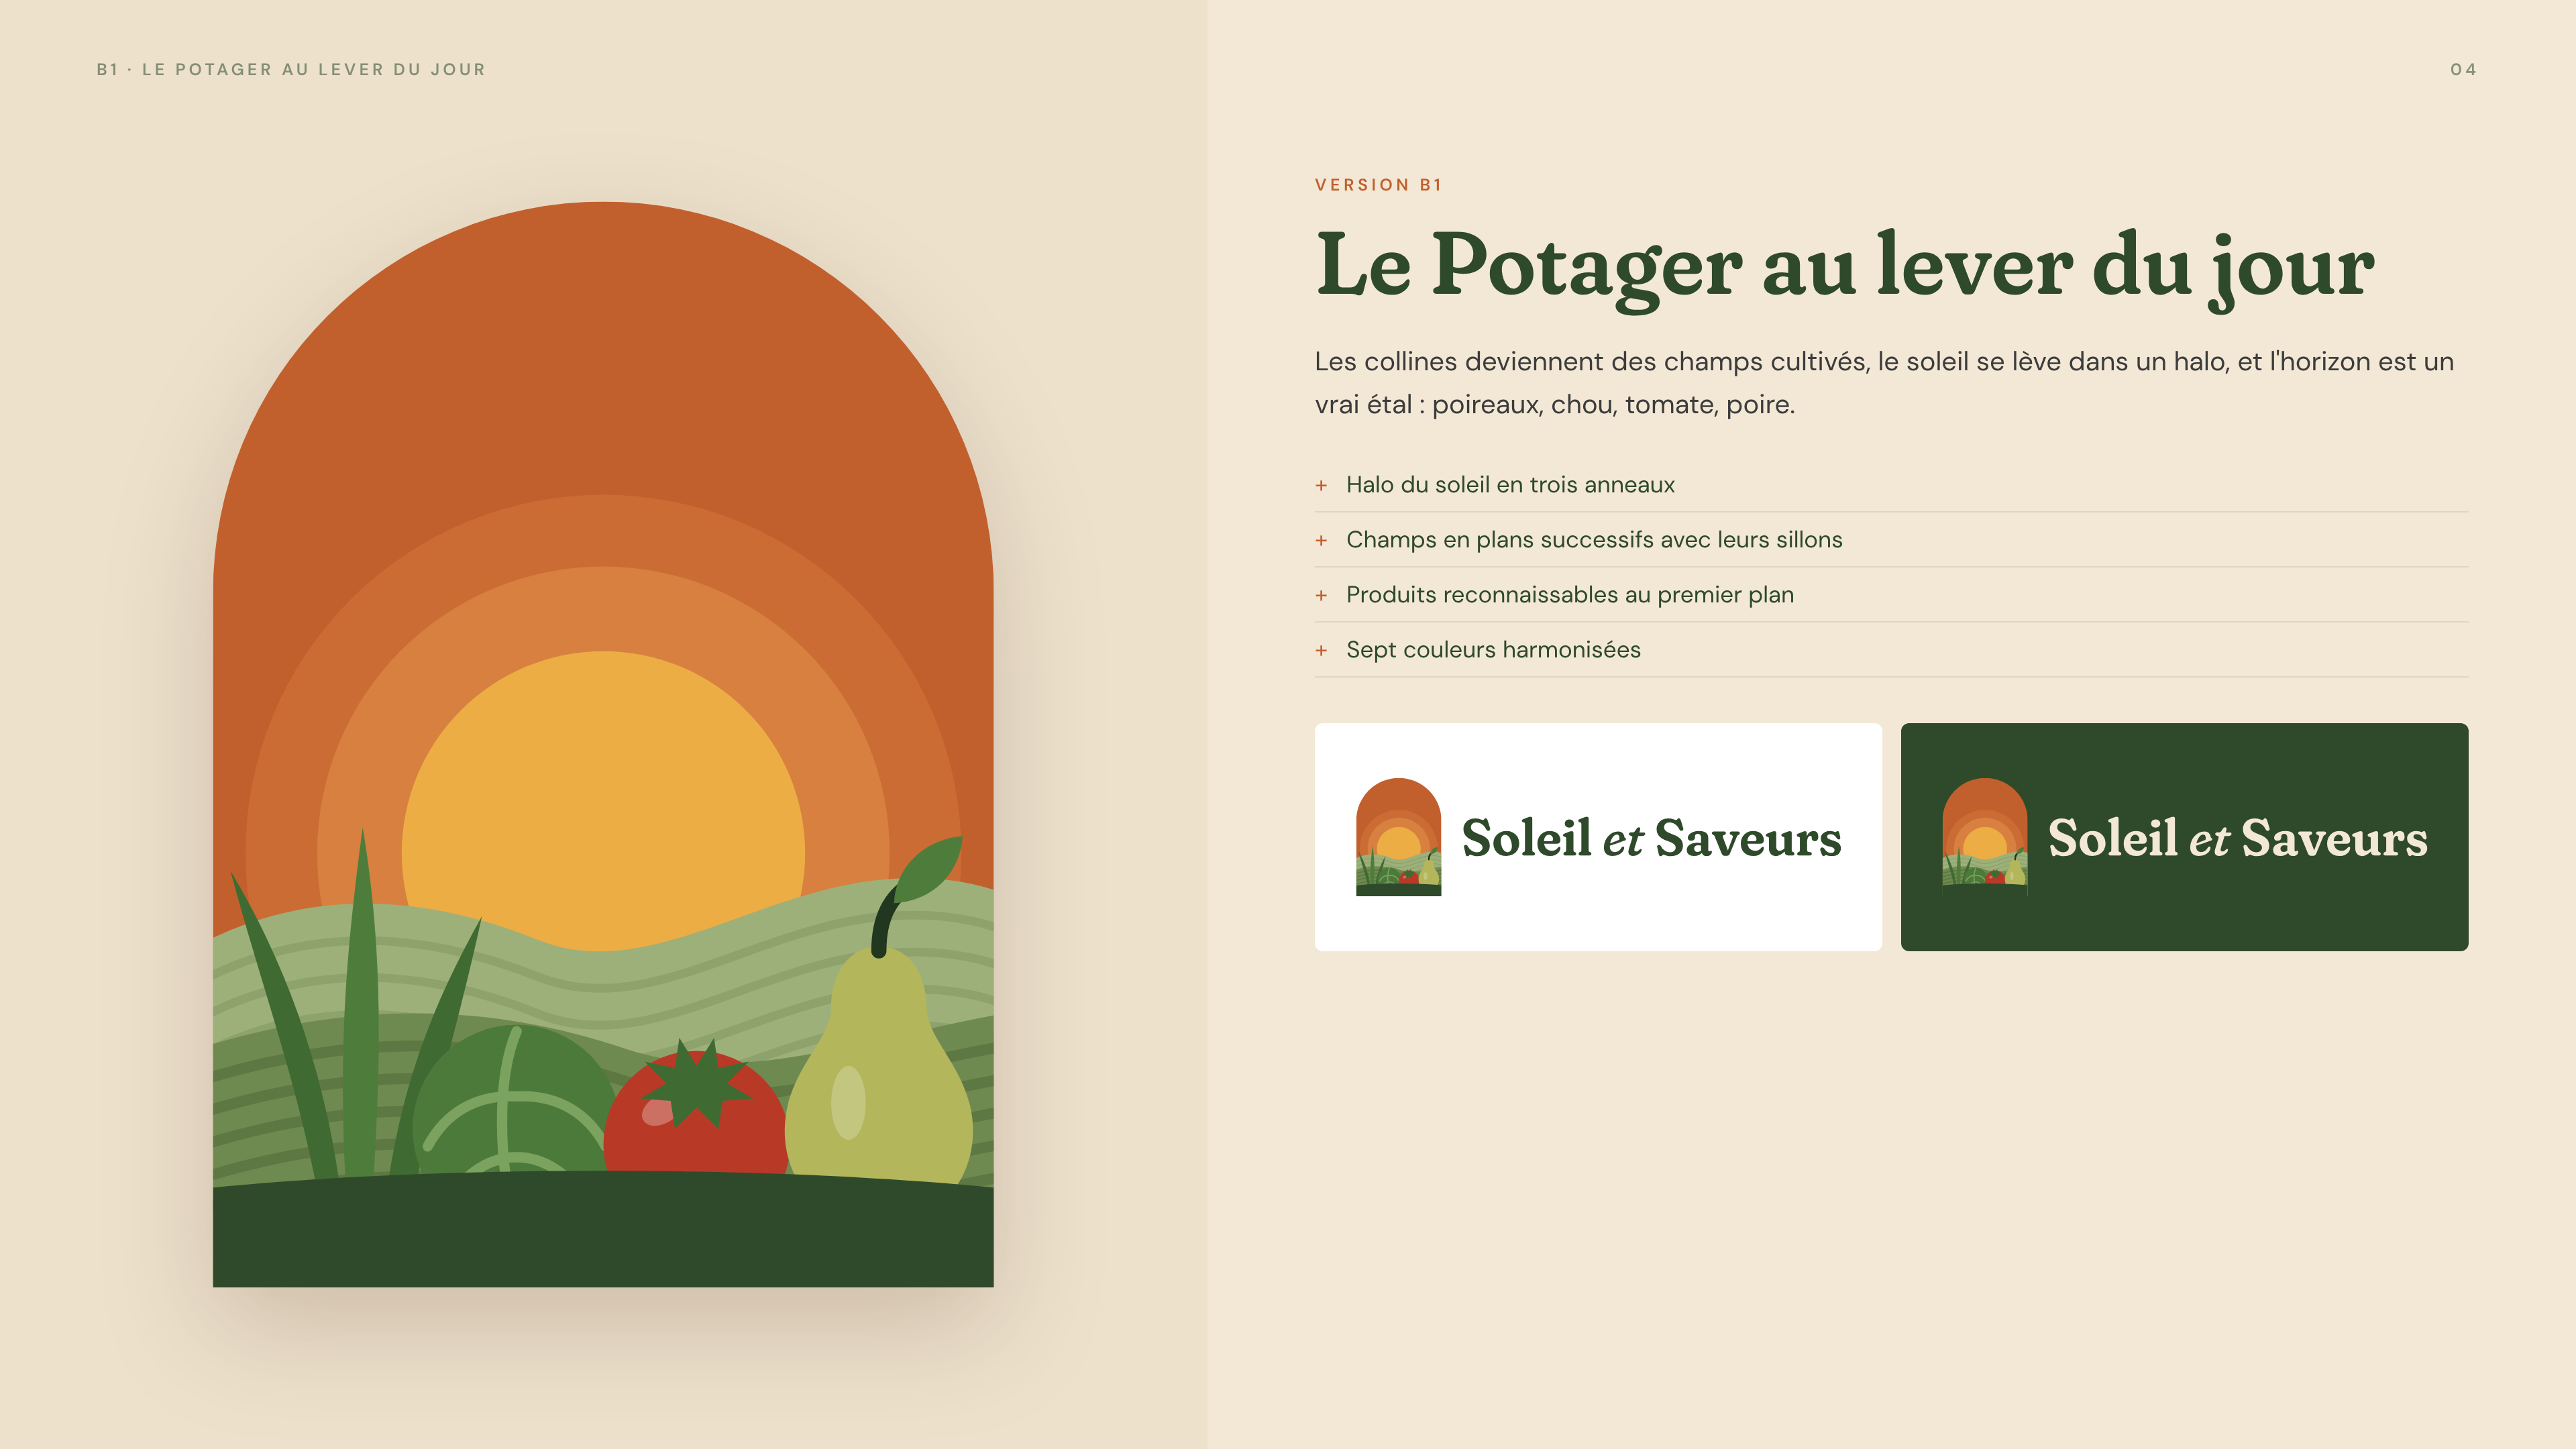 B1 · LE POTAGER AU LEVER DU JOUR
04
VERSION B1
Le Potager au lever du jour
Les collines deviennent des champs cultivés, le soleil se lève dans un halo, et l'horizon est un
vrai étal : poireaux, chou, tomate, poire.
+ Halo du soleil en trois anneaux
+ Champs en plans successifs avec leurs sillons
+ Produits reconnaissables au premier plan
+ Sept couleurs harmonisées
Soleil et Saveurs
Soleil et Saveurs